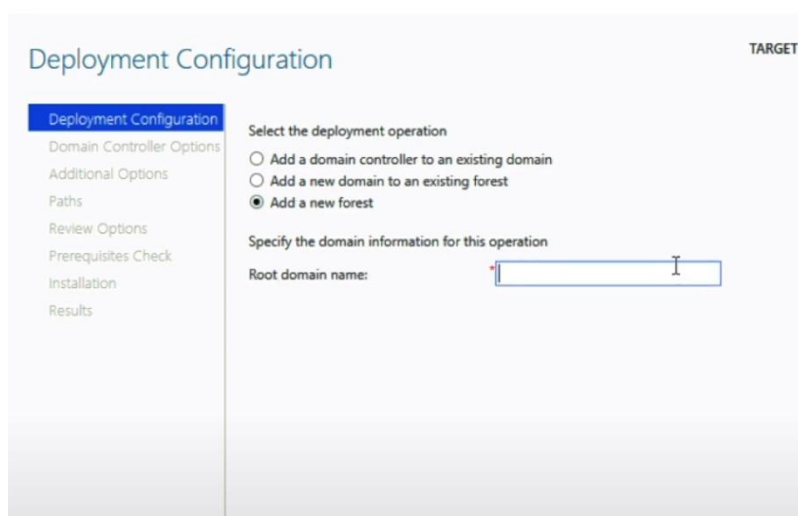 Deployment Configuration
TARGET
Deployment Configuration
Domain Controller Options
Additional Options
Paths
Review Options
Prerequisites Check
Installation
Results
Select the deployment operation
Add a domain controller to an existing domain
Add a new domain to an existing forest
Add a new forest
Specify the domain information for this operation
Root domain name:
*